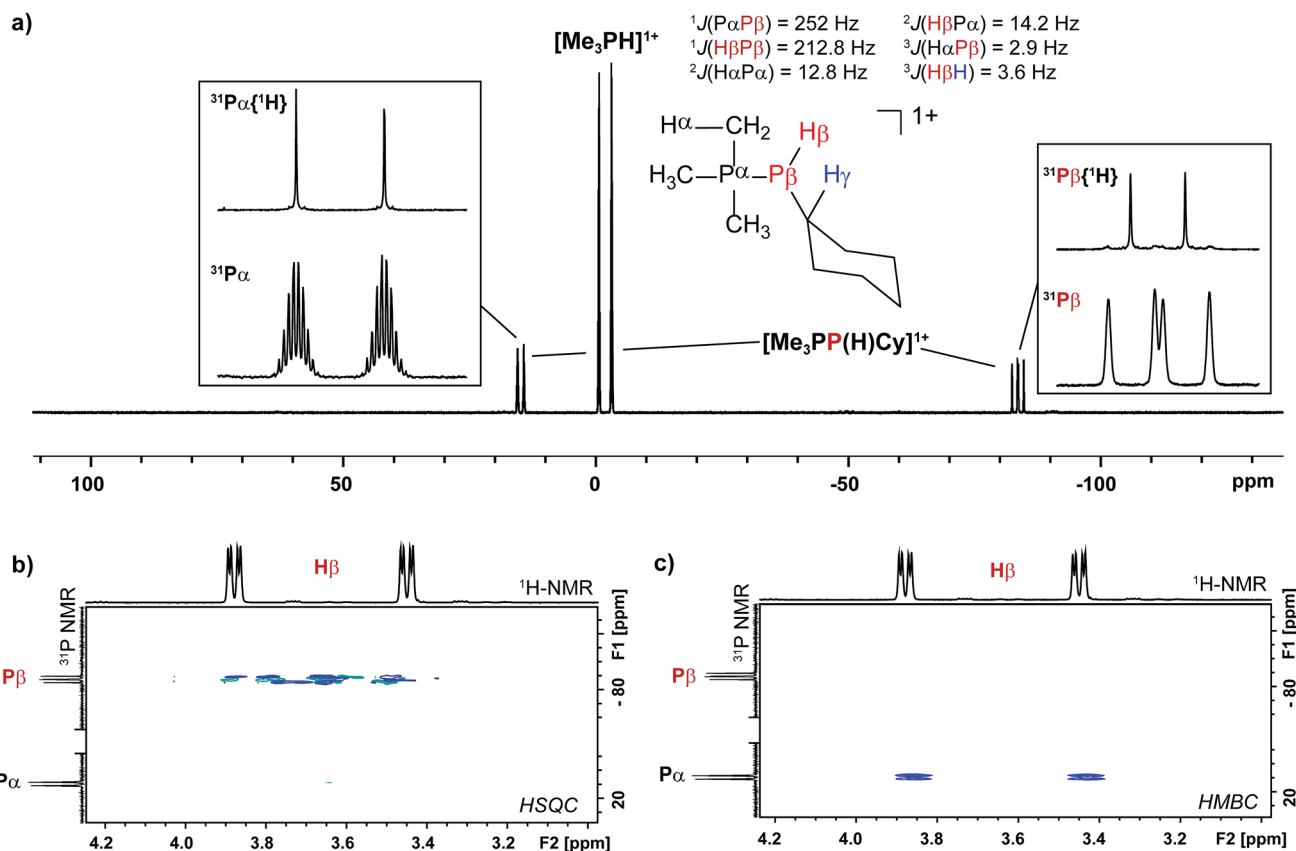 a)
[Me₃PH]¹⁺
¹J(PαPβ) = 252 Hz
²J(HβPα) = 14.2 Hz
¹J(HβPβ) = 212.8 Hz
³J(HαPβ) = 2.9 Hz
²J(HαPα) = 12.8 Hz
³J(HβH) = 3.6 Hz
³¹Pα{¹H}
³¹Pα
Hα—CH₂
Hβ
1+
H₃C—Pα—Pβ
Hγ
CH₃
³¹Pβ{¹H}
³¹Pβ
[Me₃PP(H)Cy]¹⁺
100
50
0
-50
-100
ppm
b)
Hβ
¹H-NMR
³¹P NMR
Pβ
Pα
F1 [ppm]
- 80
20
HSQC
4.2
4.0
3.8
3.6
3.4
3.2
F2 [ppm]
c)
Hβ
¹H-NMR
³¹P NMR
Pβ
Pα
F1 [ppm]
- 80
20
HMBC
4.2
4.0
3.8
3.6
3.4
3.2
F2 [ppm]